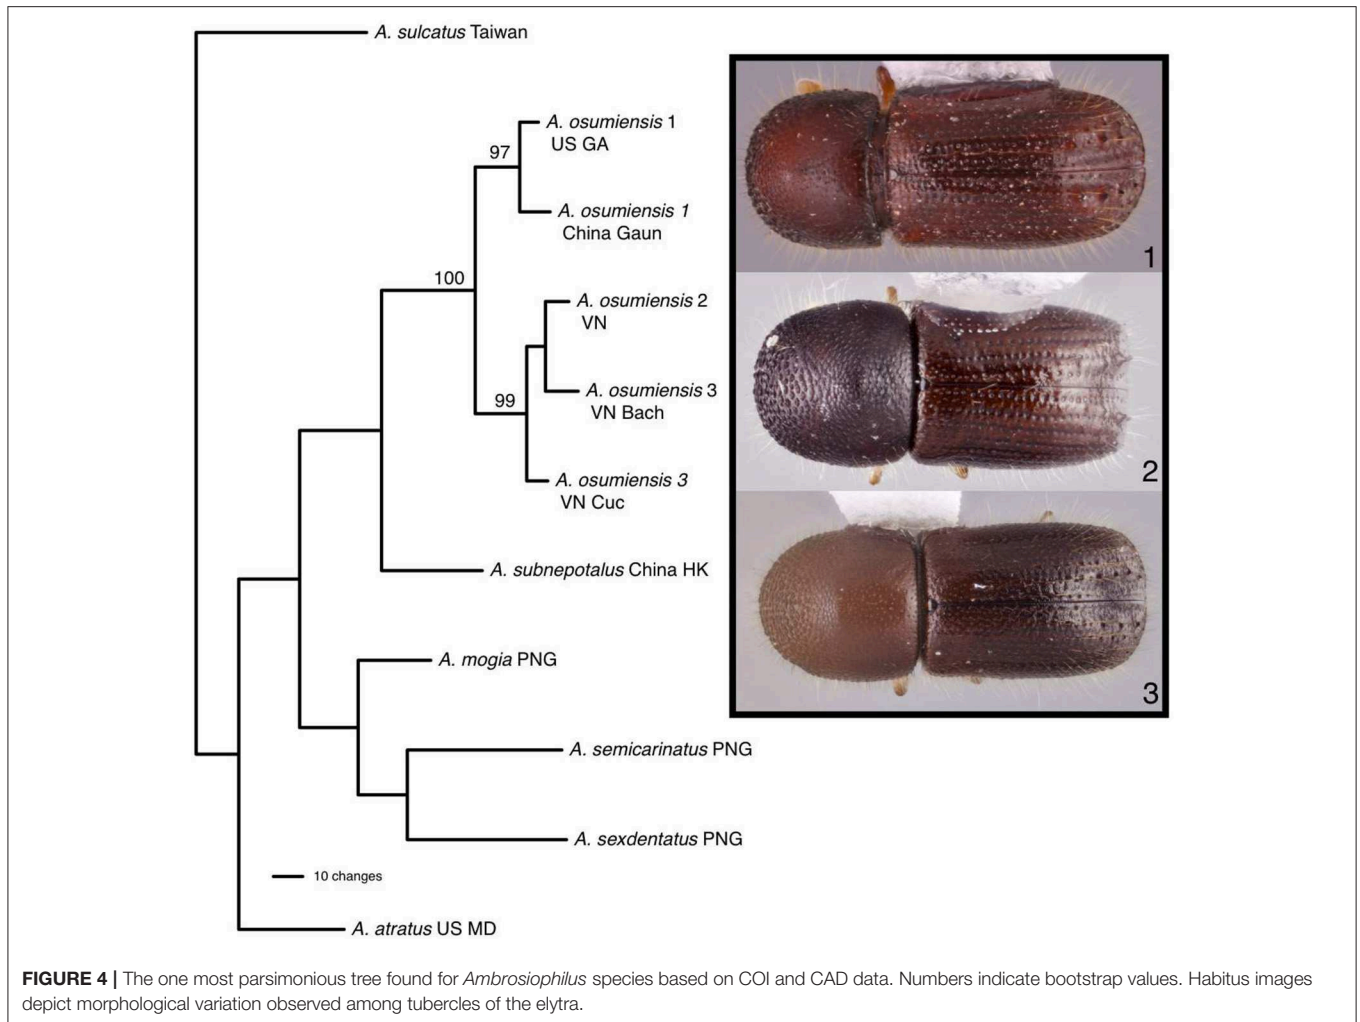 A. sulcatus Taiwan
A. osumiensis 1
US GA
97
A. osumiensis 1
China Gaun
100
A. osumiensis 2
VN
A. osumiensis 3
VN Bach
99
A. osumiensis 3
VN Cuc
A. subnepotalus China HK
A. mogia PNG
A. semicarinatus PNG
A. sexdentatus PNG
10 changes
A. atratus US MD
1
2
3
FIGURE 4 | The one most parsimonious tree found for Ambrosiophilus species based on COI and CAD data. Numbers indicate bootstrap values. Habitus images
depict morphological variation observed among tubercles of the elytra.